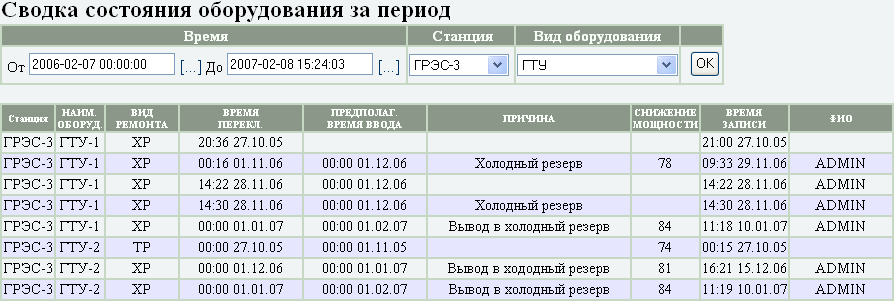 Сводка состояния оборудования за период
Время Станция Вид оборудования
От 2006-02-07 00:00:00 [...] До 2007-02-08 15:24:03 [...] ГРЭС-3 ГТУ OK
Станция НАИМ. ОБОРУД ВИД РЕМОНТА ВРЕМЯ ПЕРЕКЛ. ПРЕДПОЛАГ. ВРЕМЯ ВВОДА ПРИЧИНА СНИЖЕНИЕ МОЩНОСТИ ВРЕМЯ ЗАПИСИ ФИО
ГРЭС-3 ГТУ-1 ХР 20:36 27.10.05 21:00 27.10.05
ГРЭС-3 ГТУ-1 ХР 00:16 01.11.06 00:00 01.12.06 Холодный резерв 78 09:33 29.11.06 ADMIN
ГРЭС-3 ГТУ-1 ХР 14:22 28.11.06 00:00 01.12.06 14:22 28.11.06 ADMIN
ГРЭС-3 ГТУ-1 ХР 14:30 28.11.06 00:00 01.12.06 Холодный резерв 14:30 28.11.06 ADMIN
ГРЭС-3 ГТУ-1 ХР 00:00 01.01.07 00:00 01.02.07 Вывод в холодный резерв 84 11:18 10.01.07 ADMIN
ГРЭС-3 ГТУ-2 ТР 00:00 27.10.05 00:00 01.11.05 74 00:15 27.10.05
ГРЭС-3 ГТУ-2 ХР 00:00 01.12.06 00:00 01.01.07 Вывод в хододный резерв 81 16:21 15.12.06 ADMIN
ГРЭС-3 ГТУ-2 ХР 00:00 01.01.07 00:00 01.02.07 Вывод в холодный резерв 84 11:19 10.01.07 ADMIN